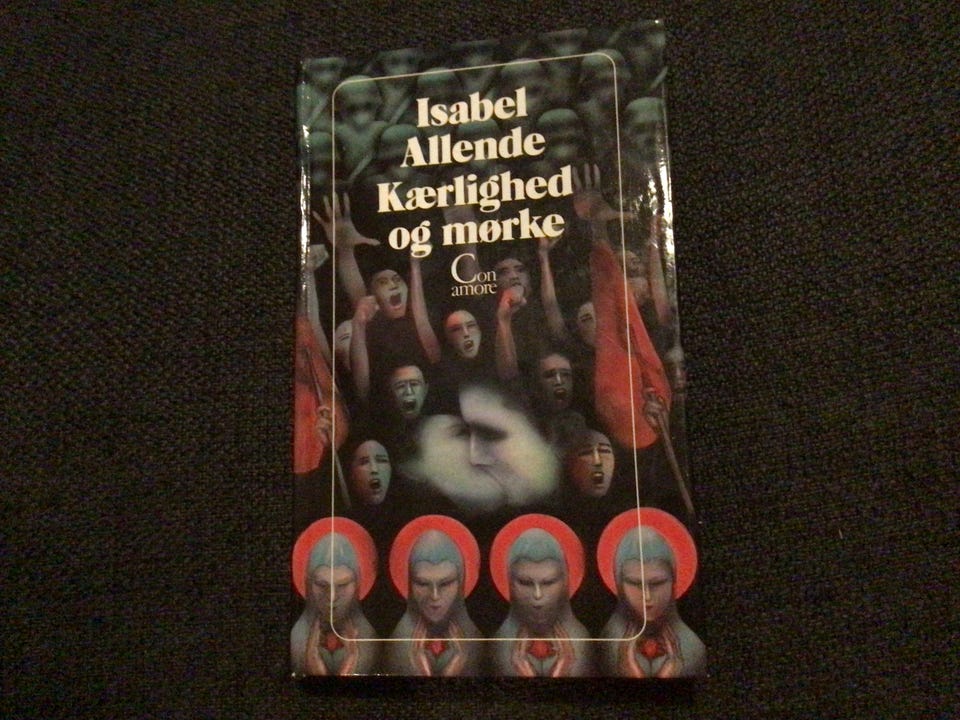 Isabel
Allende
Kærlighed
og mørke
Con
amore